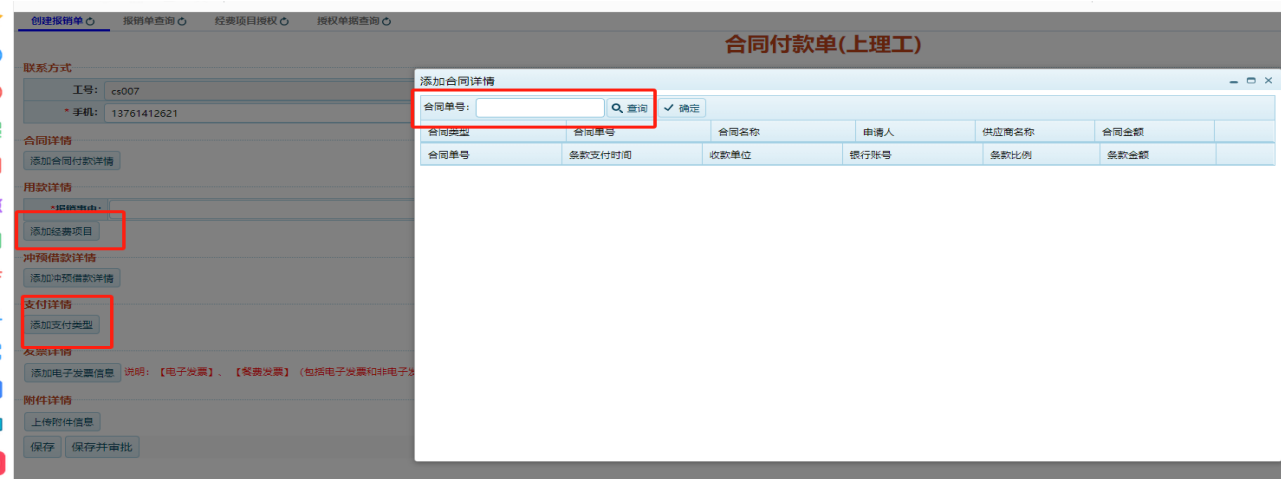 创建报销单 报销单查询 经费项目授权 授权单据查询
合同付款单(上理工)
联系方式
工号: cs007
* 手机: 13761412621
合同详情
添加合同付款详情
用款详情
*报销事由:
添加经费项目
冲预借款详情
添加冲预借款详情
支付详情
添加支付类型
发票详情
添加电子发票信息 说明:【电子发票】、【餐费发票】(包括电子发票和非电子发
附件详情
上传附件信息
保存 保存并审批
添加合同详情
合同单号: 查询 确定
合同类型 合同单号 合同名称 申请人 供应商名称 合同金额
合同单号 条款支付时间 收款单位 银行账号 条款比例 条款金额